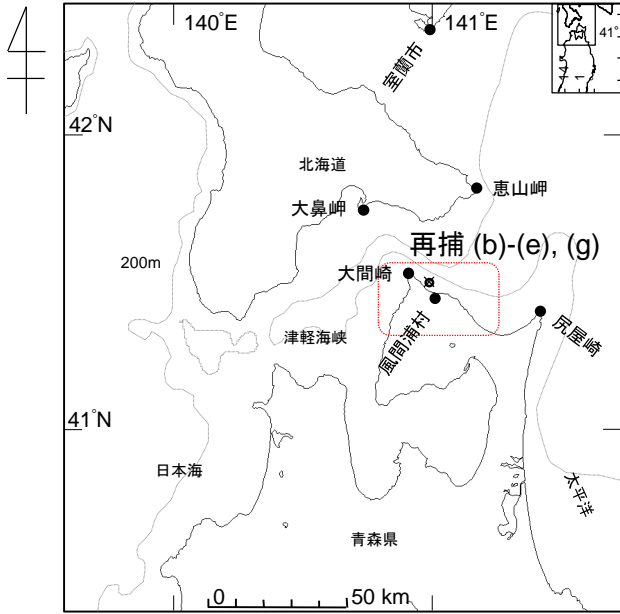 140°E
141°E
41°
141
室蘭市
42°N
北海道
恵山岬
大鼻岬
再捕 (b)-(e), (g)
200m
大間崎
津軽海峡
風間浦村
尻屋崎
41°N
日本海
太平洋
青森県
0
50 km